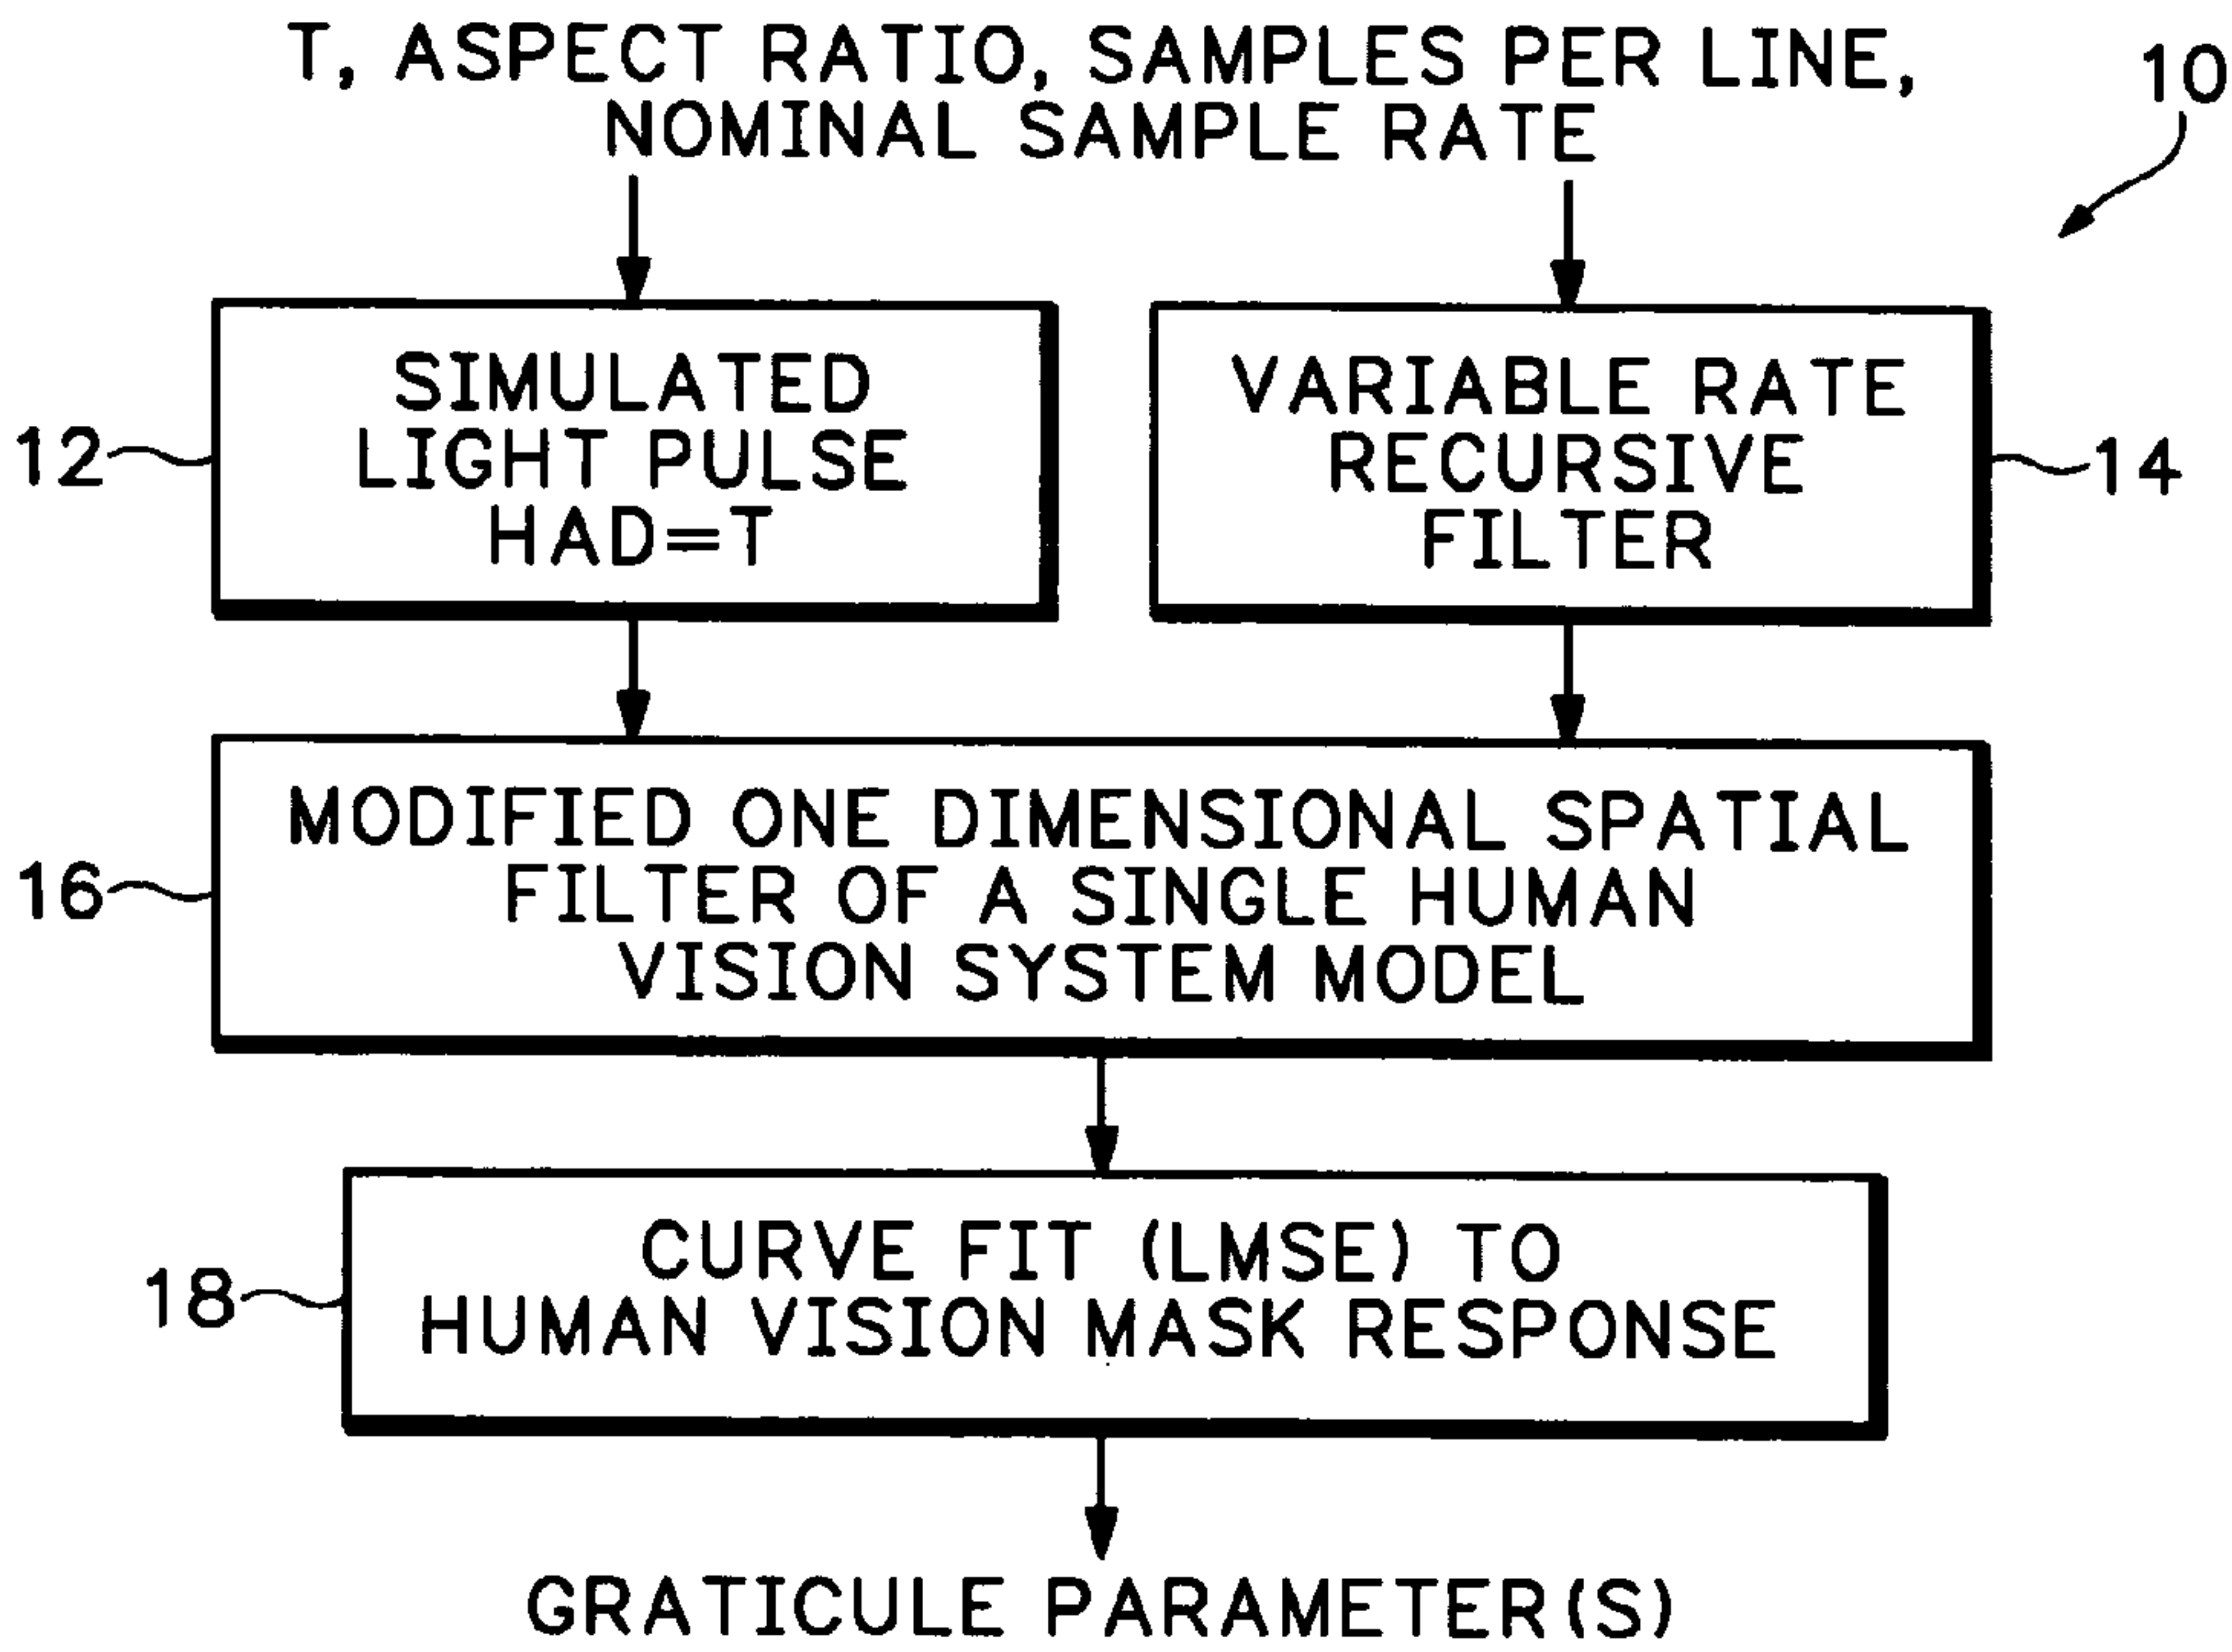 T, ASPECT RATIO, SAMPLES PER LINE,
NOMINAL SAMPLE RATE
10
SIMULATED
LIGHT PULSE
HAD=T
12
VARIABLE RATE
RECURSIVE
FILTER
14
MODIFIED ONE DIMENSIONAL SPATIAL
FILTER OF A SINGLE HUMAN
VISION SYSTEM MODEL
16
CURVE FIT (LMSE) TO
HUMAN VISION MASK RESPONSE
18
GRATICULE PARAMETER(S)